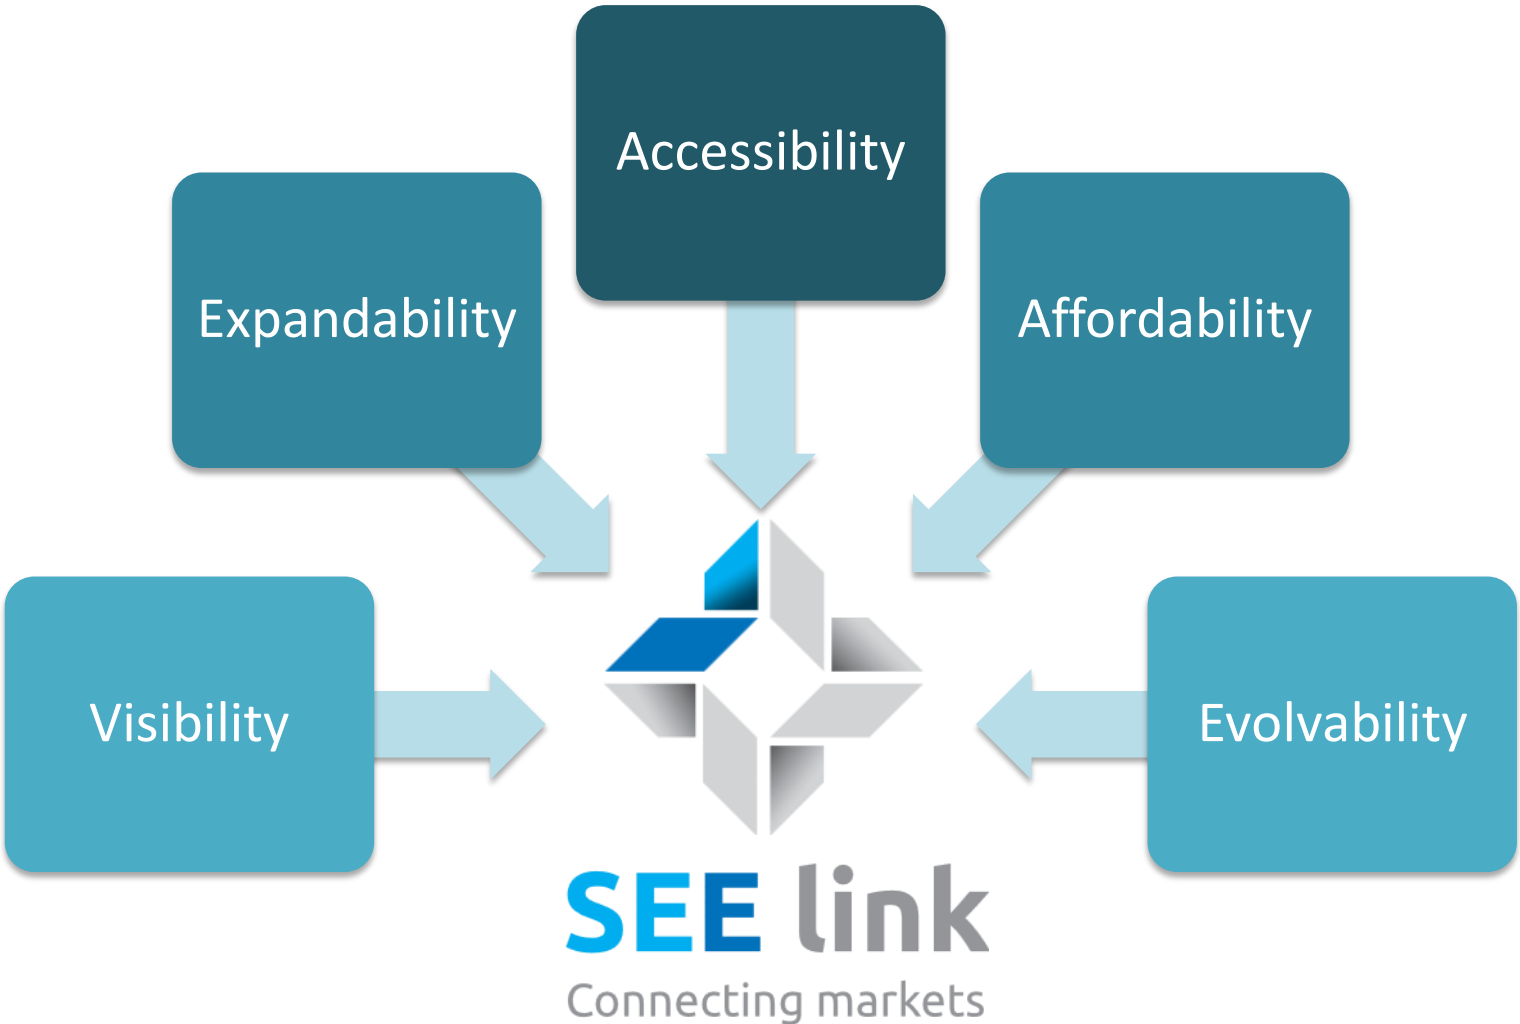 Accessibility
Expandability
Affordability
Visibility
Evolvability
SEE link
Connecting markets